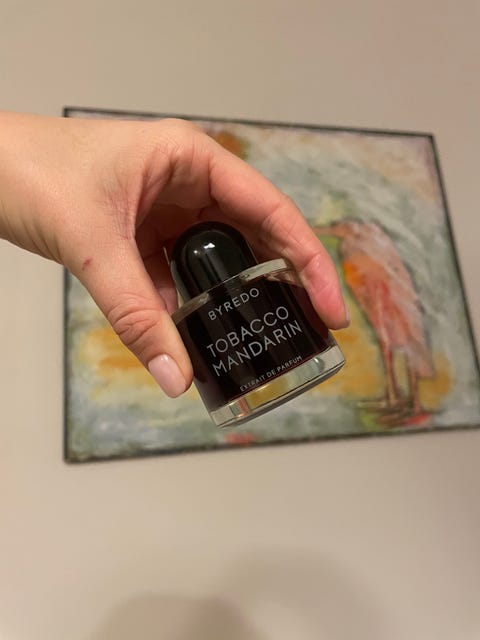 BYREDO
TOBACCO
MANDARIN
EXTRAIT DE PARFUM